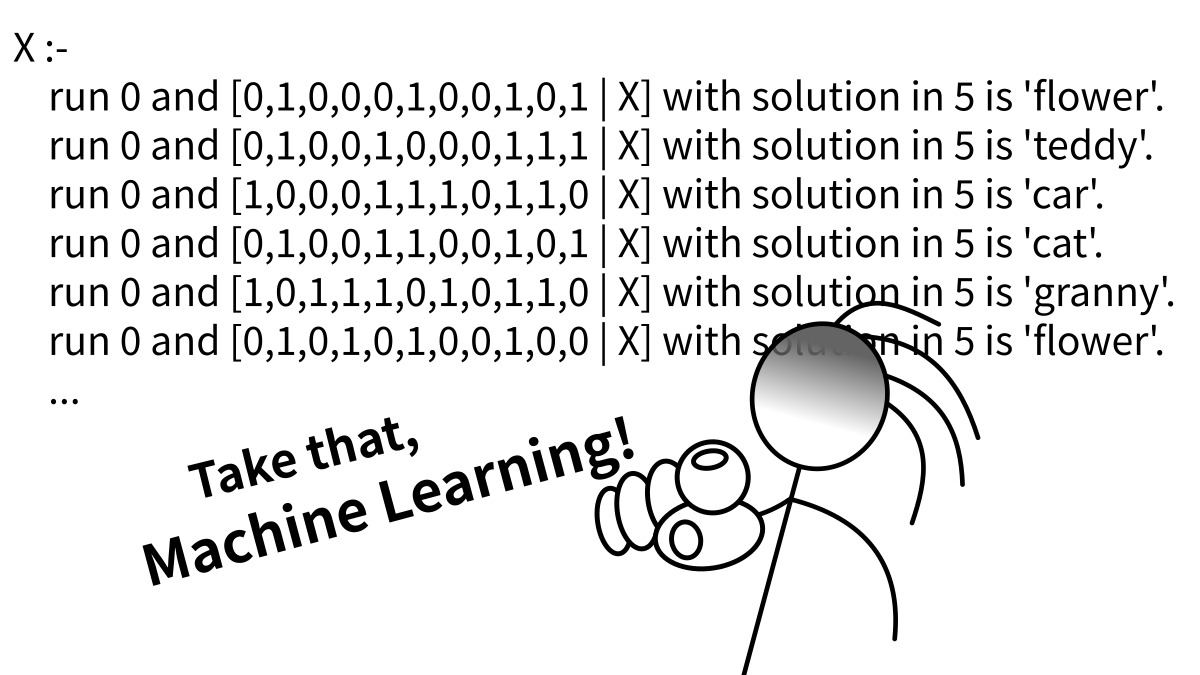 X :-
run 0 and [0,1,0,0,0,1,0,0,1,0,1 | X] with solution in 5 is 'flower'.
run 0 and [0,1,0,0,1,0,0,0,1,1,1 | X] with solution in 5 is 'teddy'.
run 0 and [1,0,0,0,1,1,1,0,1,1,0 | X] with solution in 5 is 'car'.
run 0 and [0,1,0,0,1,1,0,0,1,0,1 | X] with solution in 5 is 'cat'.
run 0 and [1,0,1,1,1,0,1,0,1,1,0 | X] with solution in 5 is 'granny'.
run 0 and [0,1,0,1,0,1,0,0,1,0,0 | X] with solution in 5 is 'flower'.
...
Take that,
Machine Learning!